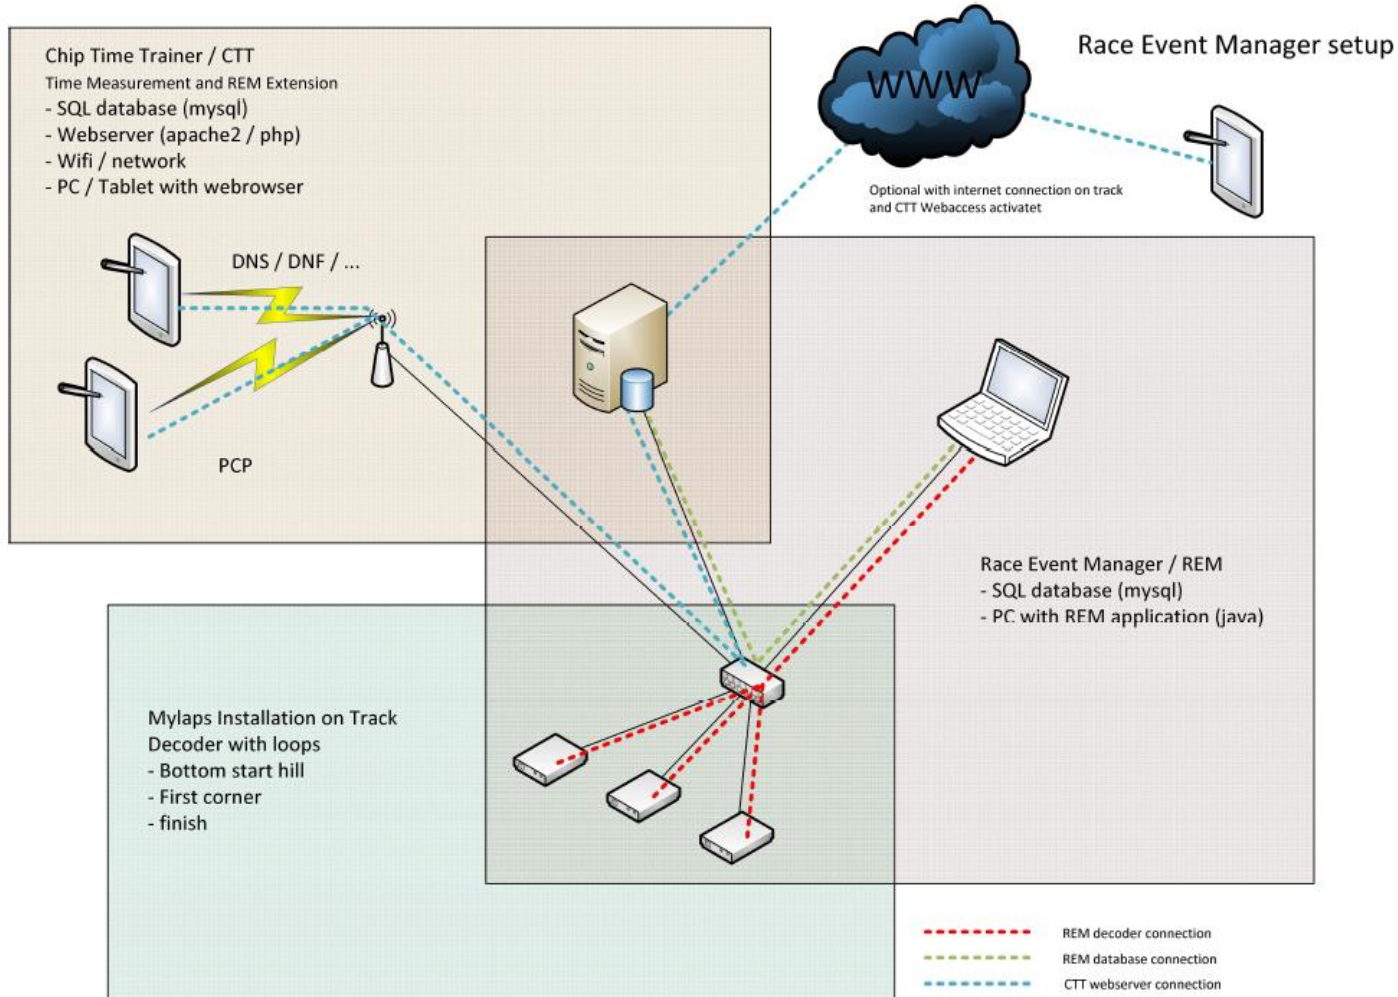 Race Event Manager setup
Chip Time Trainer / CTT
Time Measurement and REM Extension
- SQL database (mysql)
- Webserver (apache2 / php)
- Wifi / network
- PC / Tablet with webrowser
WWW
Optional with internet connection on track
and CTT Webaccess activatet
DNS / DNF / ...
PCP
Race Event Manager / REM
- SQL database (mysql)
- PC with REM application (java)
Mylaps Installation on Track
Decoder with loops
- Bottom start hill
- First corner
- finish
REM decoder connection
REM database connection
CTT webserver connection